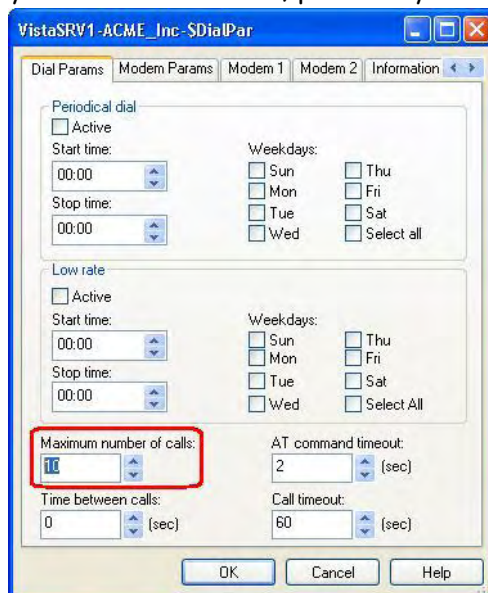 VistaSRV1-ACME_Inc-$DialPar
Dial Params Modem Params Modem 1 Modem 2 Information
Periodical dial
Active
Start time: Weekdays:
00:00 Sun Thu
Mon Fri
Stop time:
Tue Sat
00:00 Wed Select all
Low rate
Active
Start time: Weekdays:
00:00 Sun Thu
Mon Fri
Stop time:
Tue Sat
00:00 Wed Select All
Maximum number of calls: AT command timeout:
10 2 (sec)
Time between calls: Call timeout:
0 (sec) 60 (sec)
OK Cancel Help